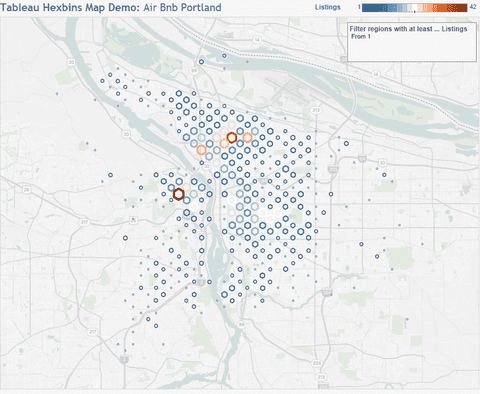 Tableau Hexbins Map Demo: Air Bnb Portland
Listings 1 42
Filter regions with at least ... Listings
From 1